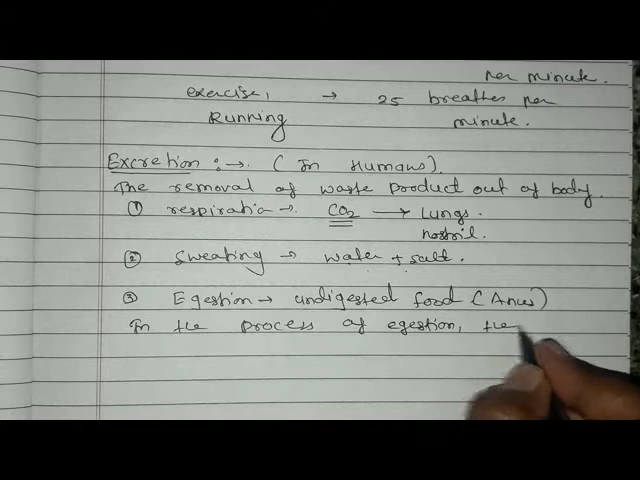 per minute.
exercise, → 25 breathes per
Running minute.
Excretion :→. (In Humans).
The removal of waste product out of body.
① respiratio →. CO2 → Lungs.
nostril.
② Sweating → water + salt.
③ Egestion → undigested food (Anus)
In the process of egestion, the